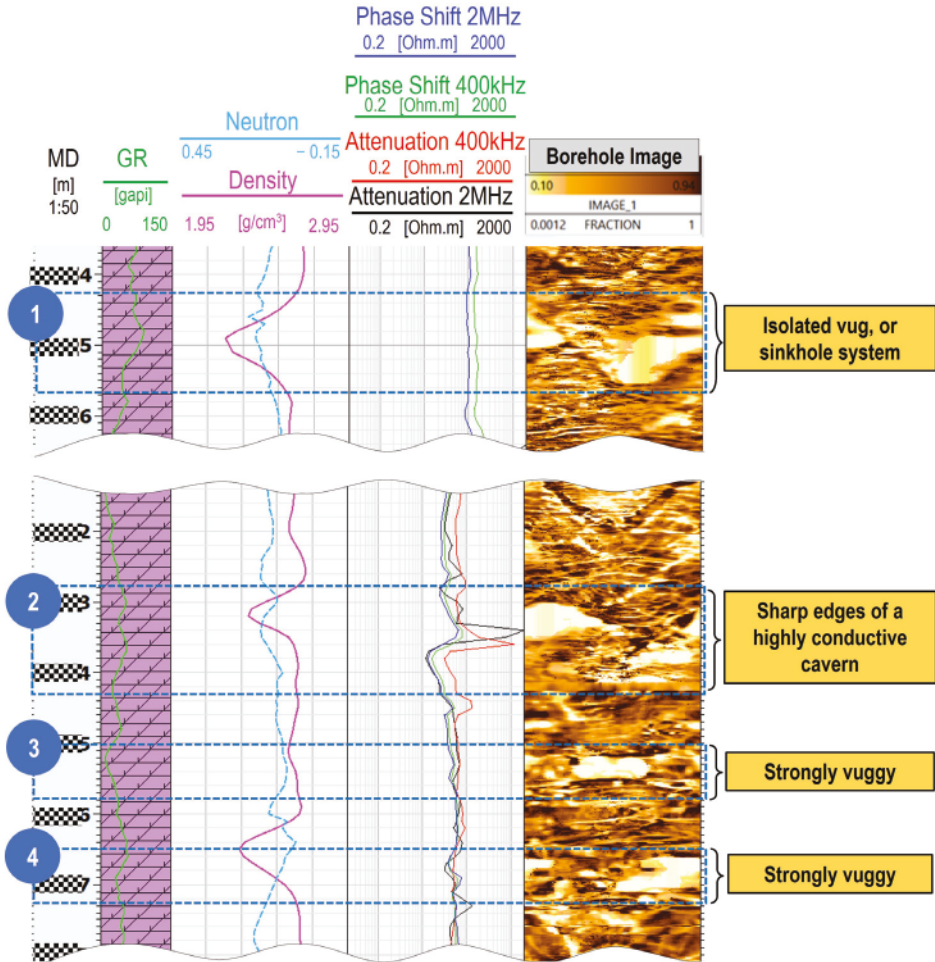 Phase Shift 2MHz
0.2 [Ohm.m] 2000
Phase Shift 400kHz
0.2 [Ohm.m] 2000
Attenuation 400kHz
0.2 [Ohm.m] 2000
Attenuation 2MHz
0.2 [Ohm.m] 2000
Neutron
0.45 − 0.15
Density
1.95 [g/cm³] 2.95
MD
[m]
1:50
GR
[gapi]
0 150
Borehole Image
0.10 0.94
IMAGE_1
0.0012 FRACTION 1
4
1
5
6
Isolated vug, or
sinkhole system
2
2
3
4
Sharp edges of a
highly conductive
cavern
3
5
Strongly vuggy
6
4
7
Strongly vuggy